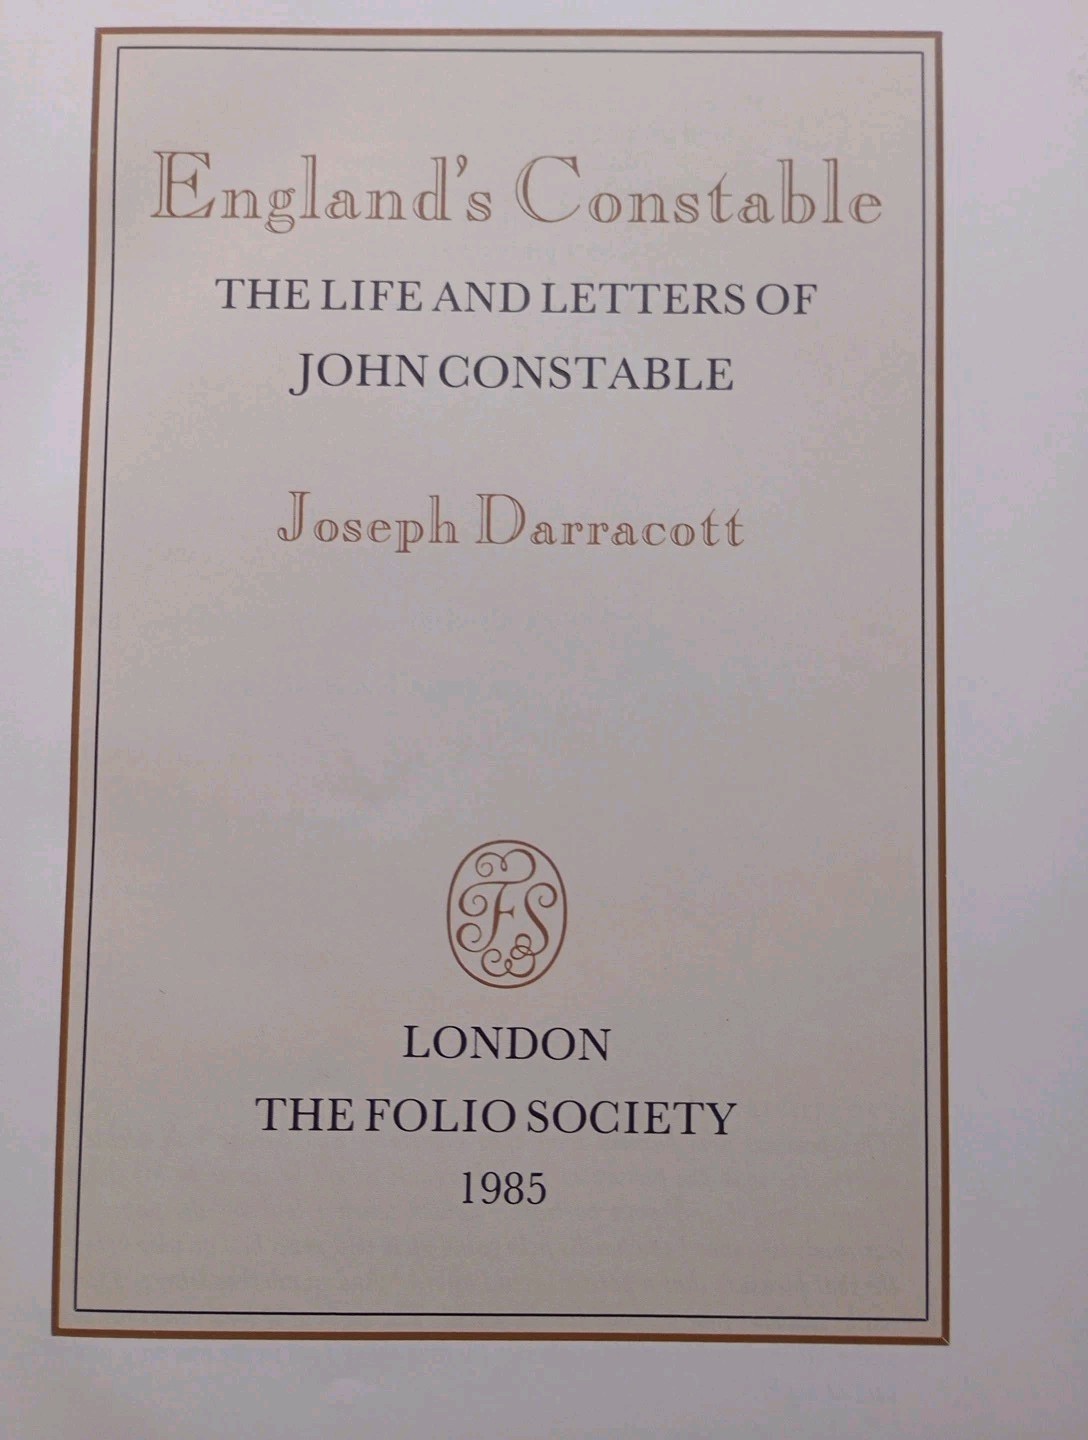 England's Constable
THE LIFE AND LETTERS OF
JOHN CONSTABLE
Joseph Darracott
FS
LONDON
THE FOLIO SOCIETY
1985